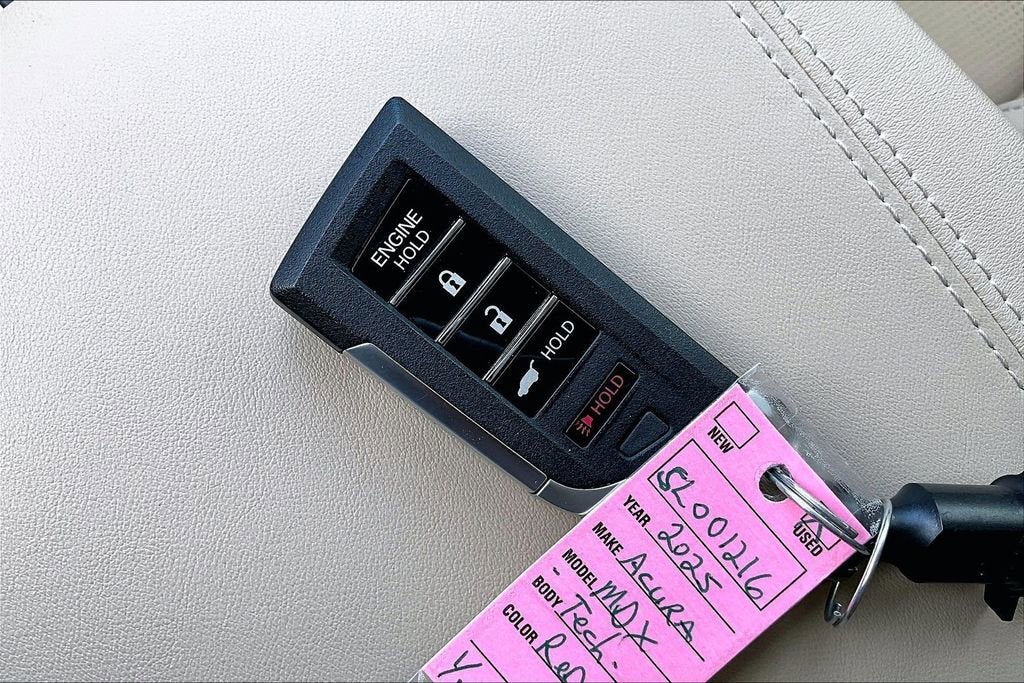 ENGINE
HOLD
HOLD
HOLD
NEW
USED
SL001216
YEAR 2025
MAKE ACURA
MODEL MDX
BODY Tech.
COLOR Red